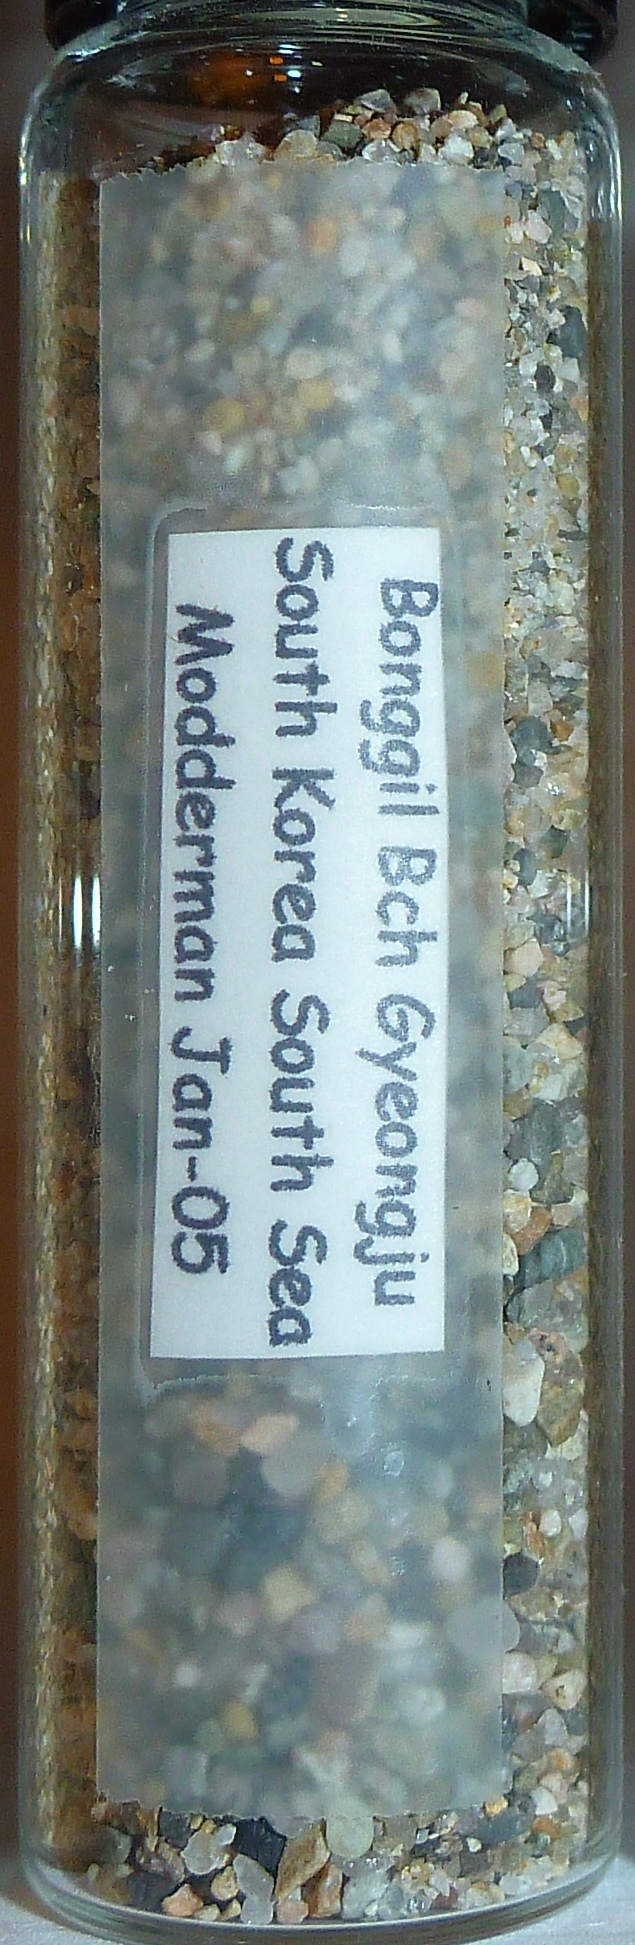 Bonggil Bch Gyeongju
South Korea South Sea
Modderman Jan-05